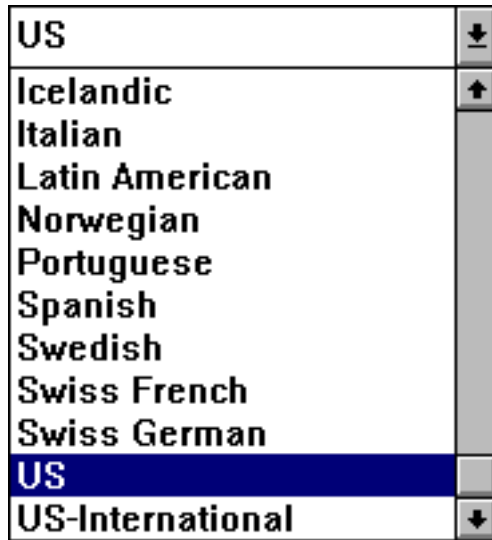 US
Icelandic
Italian
Latin American
Norwegian
Portuguese
Spanish
Swedish
Swiss French
Swiss German
US
US-International